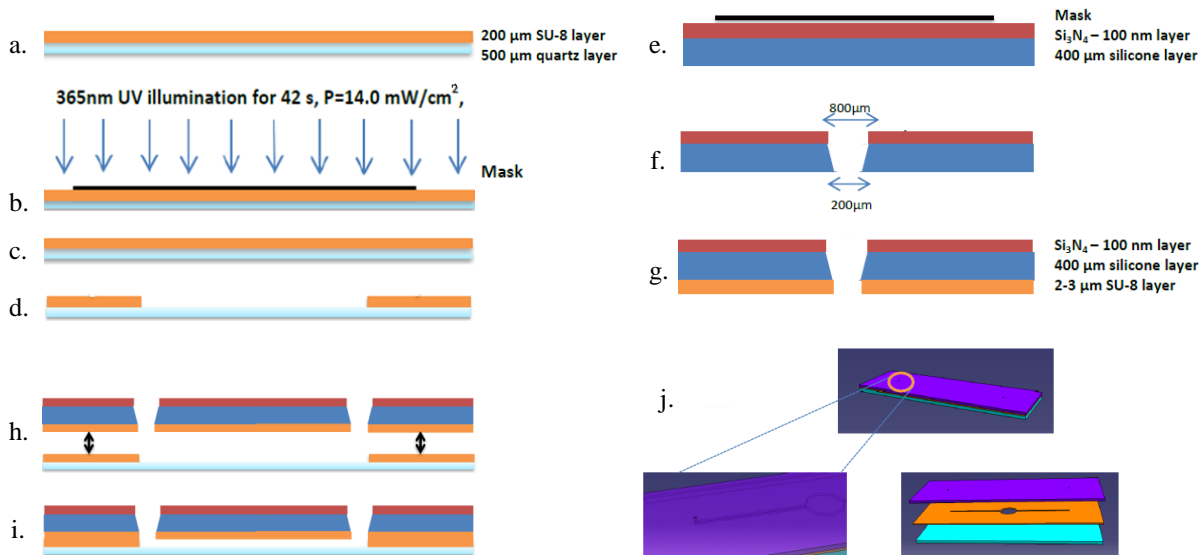 a.
200 µm SU-8 layer
500 µm quartz layer
365nm UV illumination for 42 s, P=14.0 mW/cm²,
Mask
b.
c.
d.
h.
i.
Mask
e.
Si₃N₄ – 100 nm layer
400 µm silicone layer
800µm
f.
200µm
Si₃N₄ – 100 nm layer
g.
400 µm silicone layer
2-3 µm SU-8 layer
j.